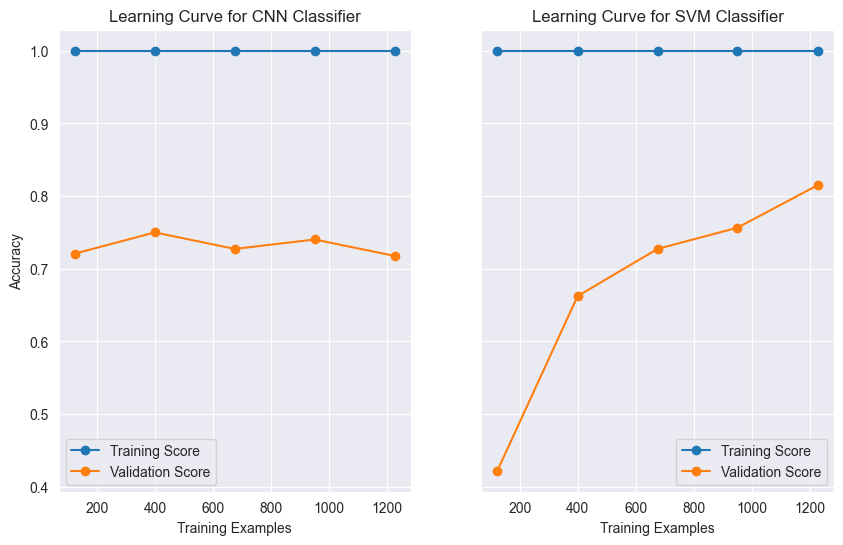 Learning Curve for CNN Classifier
Accuracy
1.0
0.9
0.8
0.7
0.6
0.5
0.4
Training Score
Validation Score
200 400 600 800 1000 1200
Training Examples
Learning Curve for SVM Classifier
Training Score
Validation Score
200 400 600 800 1000 1200
Training Examples